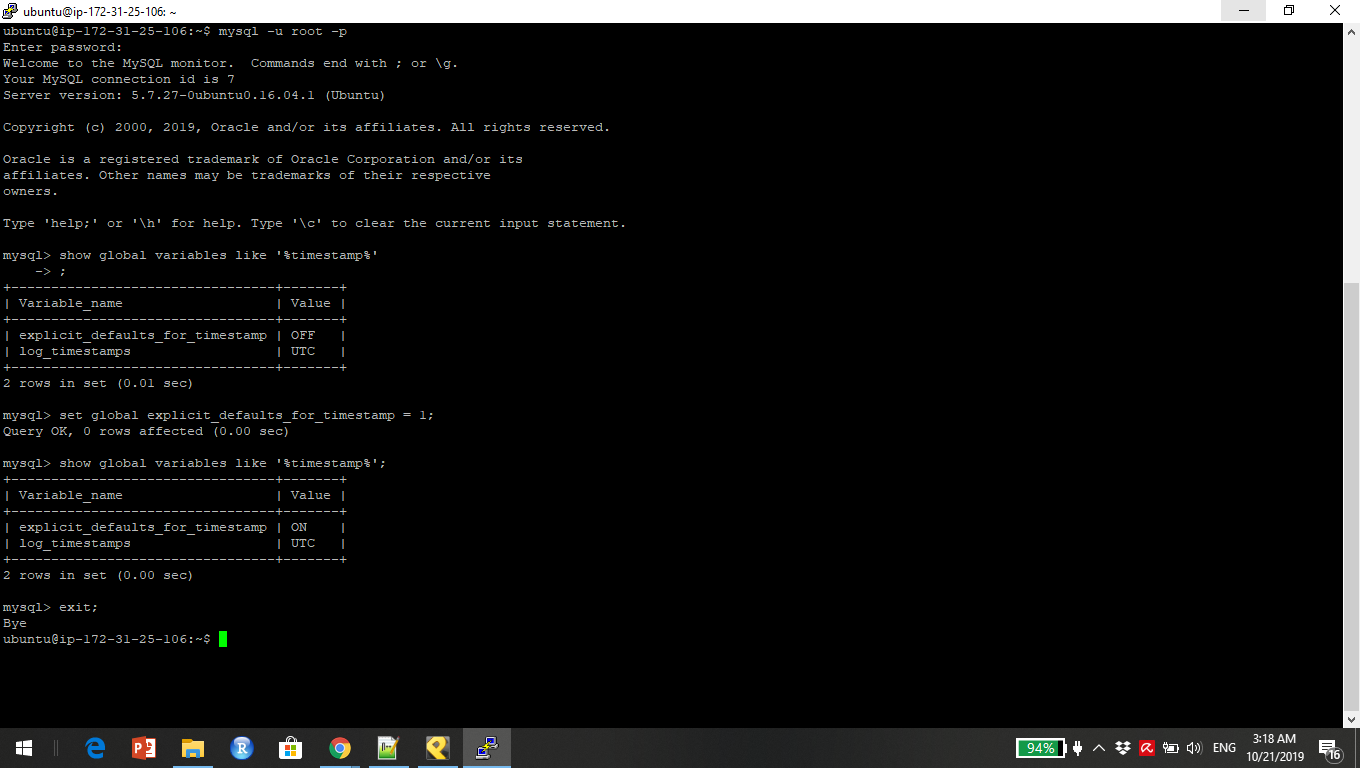 ubuntu@ip-172-31-25-106: ~
ubuntu@ip-172-31-25-106:~$ mysql -u root -p
Enter password:
Welcome to the MySQL monitor.  Commands end with ; or \g.
Your MySQL connection id is 7
Server version: 5.7.27-0ubuntu0.16.04.1 (Ubuntu)
Copyright (c) 2000, 2019, Oracle and/or its affiliates. All rights reserved.
Oracle is a registered trademark of Oracle Corporation and/or its
affiliates. Other names may be trademarks of their respective
owners.
Type 'help;' or '\h' for help. Type '\c' to clear the current input statement.
mysql> show global variables like '%timestamp%'
    -> ;
+---------------------------------+-------+
| Variable_name                   | Value |
+---------------------------------+-------+
| explicit_defaults_for_timestamp | OFF   |
| log_timestamps                  | UTC   |
+---------------------------------+-------+
2 rows in set (0.01 sec)
mysql> set global explicit_defaults_for_timestamp = 1;
Query OK, 0 rows affected (0.00 sec)
mysql> show global variables like '%timestamp%';
+---------------------------------+-------+
| Variable_name                   | Value |
+---------------------------------+-------+
| explicit_defaults_for_timestamp | ON    |
| log_timestamps                  | UTC   |
+---------------------------------+-------+
2 rows in set (0.00 sec)
mysql> exit;
Bye
ubuntu@ip-172-31-25-106:~$
94% ENG 3:18 AM
10/21/2019 16